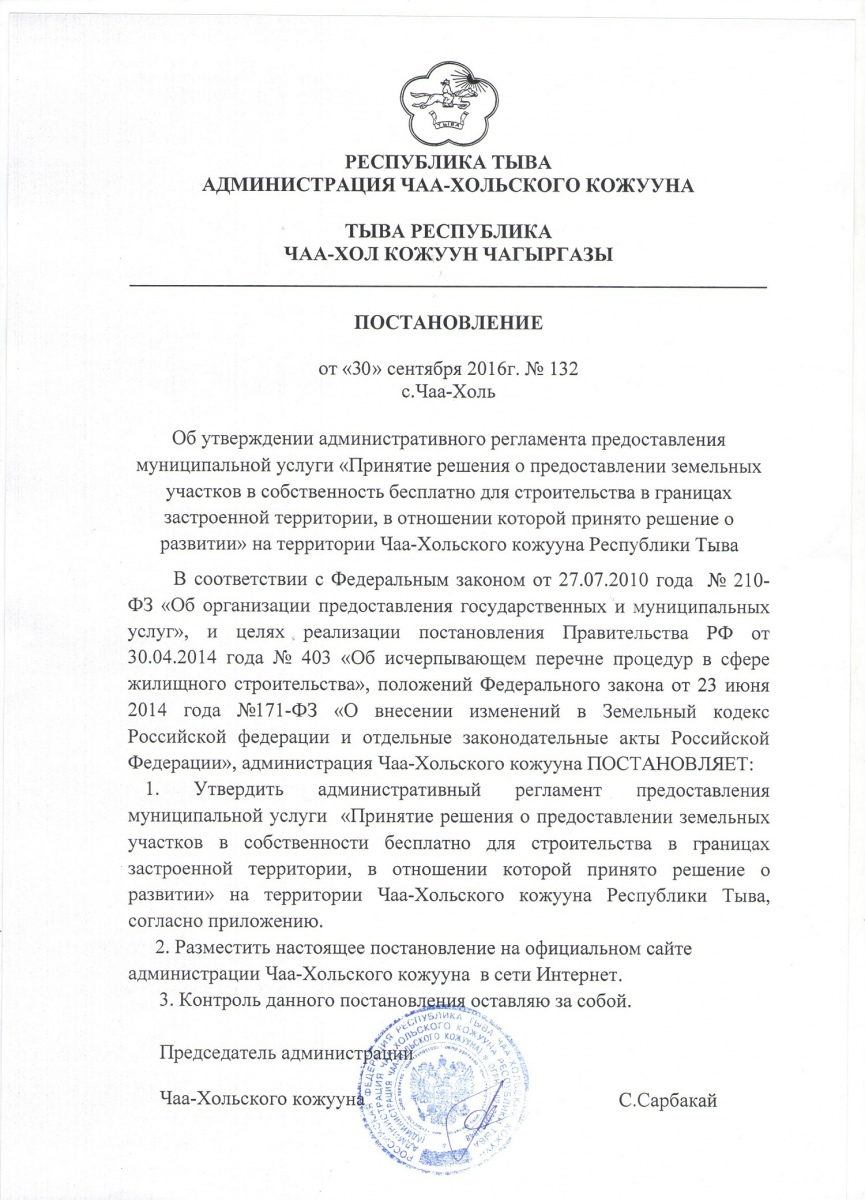 ТЫВА
РЕСПУБЛИКА ТЫВА
АДМИНИСТРАЦИЯ ЧАА-ХОЛЬСКОГО КОЖУУНА
ТЫВА РЕСПУБЛИКА
ЧАА-ХОЛ КОЖУУН ЧАГЫРГАЗЫ
ПОСТАНОВЛЕНИЕ
от «30» сентября 2016г. № 132
с.Чаа-Холь
Об утверждении административного регламента предоставления
муниципальной услуги «Принятие решения о предоставлении земельных
участков в собственность бесплатно для строительства в границах
застроенной территории, в отношении которой принято решение о
развитии» на территории Чаа-Хольского кожууна Республики Тыва
В соответствии с Федеральным законом от 27.07.2010 года № 210-
ФЗ «Об организации предоставления государственных и муниципальных
услуг», и целях реализации постановления Правительства РФ от
30.04.2014 года № 403 «Об исчерпывающем перечне процедур в сфере
жилищного строительства», положений Федерального закона от 23 июня
2014 года №171-ФЗ «О внесении изменений в Земельный кодекс
Российской федерации и отдельные законодательные акты Российской
Федерации», администрация Чаа-Хольского кожууна ПОСТАНОВЛЯЕТ:
1. Утвердить административный регламент предоставления
муниципальной услуги «Принятие решения о предоставлении земельных
участков в собственности бесплатно для строительства в границах
застроенной территории, в отношении которой принято решение о
развитии» на территории Чаа-Хольского кожууна Республики Тыва,
согласно приложению.
2. Разместить настоящее постановление на официальном сайте
администрации Чаа-Хольского кожууна в сети Интернет.
3. Контроль данного постановления оставляю за собой.
Председатель администрации
Чаа-Хольского кожууна С.Сарбакай
РОССИЙСКАЯ ФЕДЕРАЦИЯ РЕСПУБЛИКА ТЫВА
АДМИНИСТРАЦИЯ ЧАА-ХОЛЬСКОГО КОЖУУНА